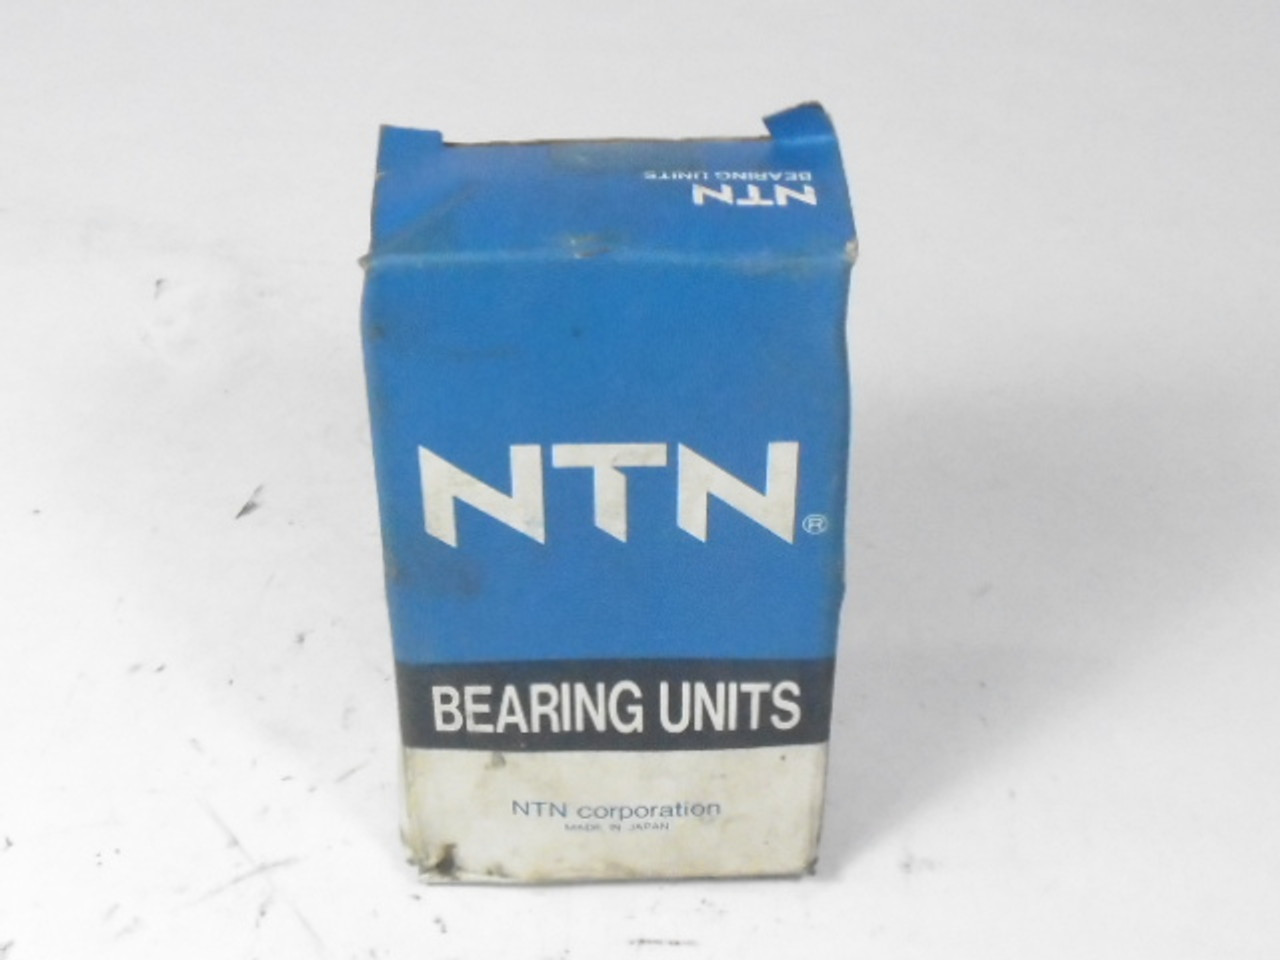 BEARING UNITS
NTN
NTN®
BEARING UNITS
NTN corporation
MADE IN JAPAN